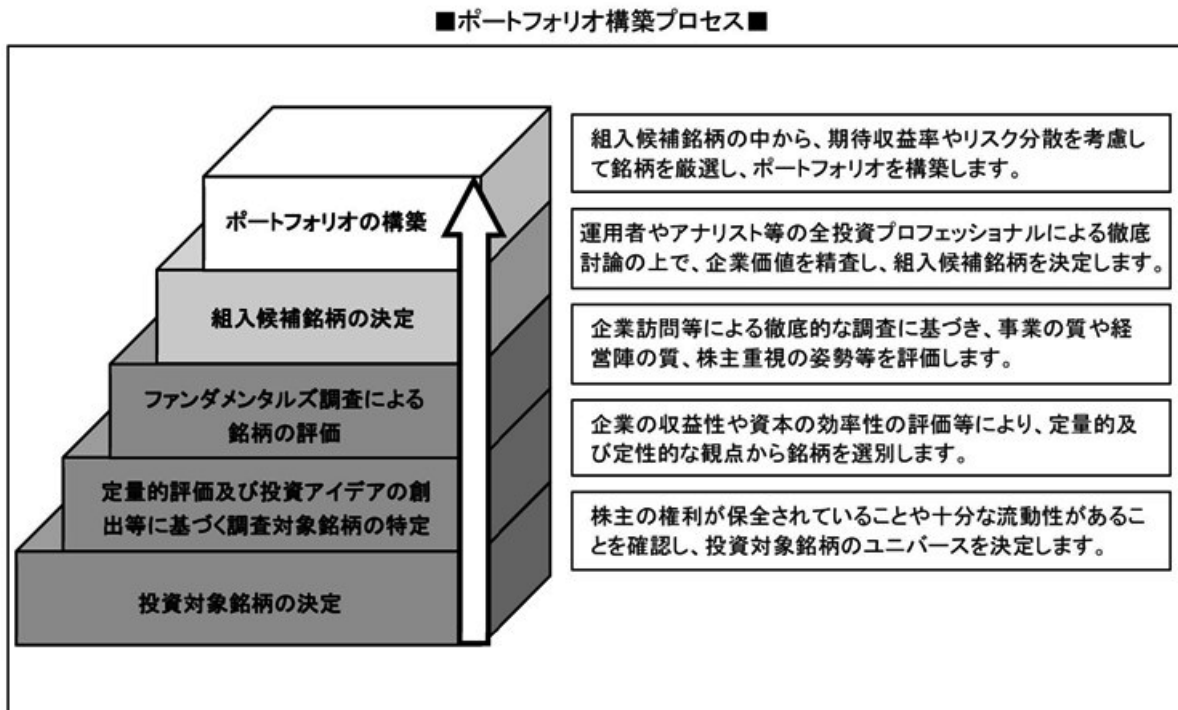 ■ポートフォリオ構築プロセス■
ポートフォリオの構築
組入候補銘柄の中から、期待収益率やリスク分散を考慮し
て銘柄を厳選し、ポートフォリオを構築します。
組入候補銘柄の決定
運用者やアナリスト等の全投資プロフェッショナルによる徹底
討論の上で、企業価値を精査し、組入候補銘柄を決定します。
ファンダメンタルズ調査による
銘柄の評価
企業訪問等による徹底的な調査に基づき、事業の質や経
営陣の質、株主重視の姿勢等を評価します。
定量的評価及び投資アイデアの創
出等に基づく調査対象銘柄の特定
企業の収益性や資本の効率性の評価等により、定量的及
び定性的な観点から銘柄を選別します。
投資対象銘柄の決定
株主の権利が保全されていることや十分な流動性があるこ
とを確認し、投資対象銘柄のユニバースを決定します。